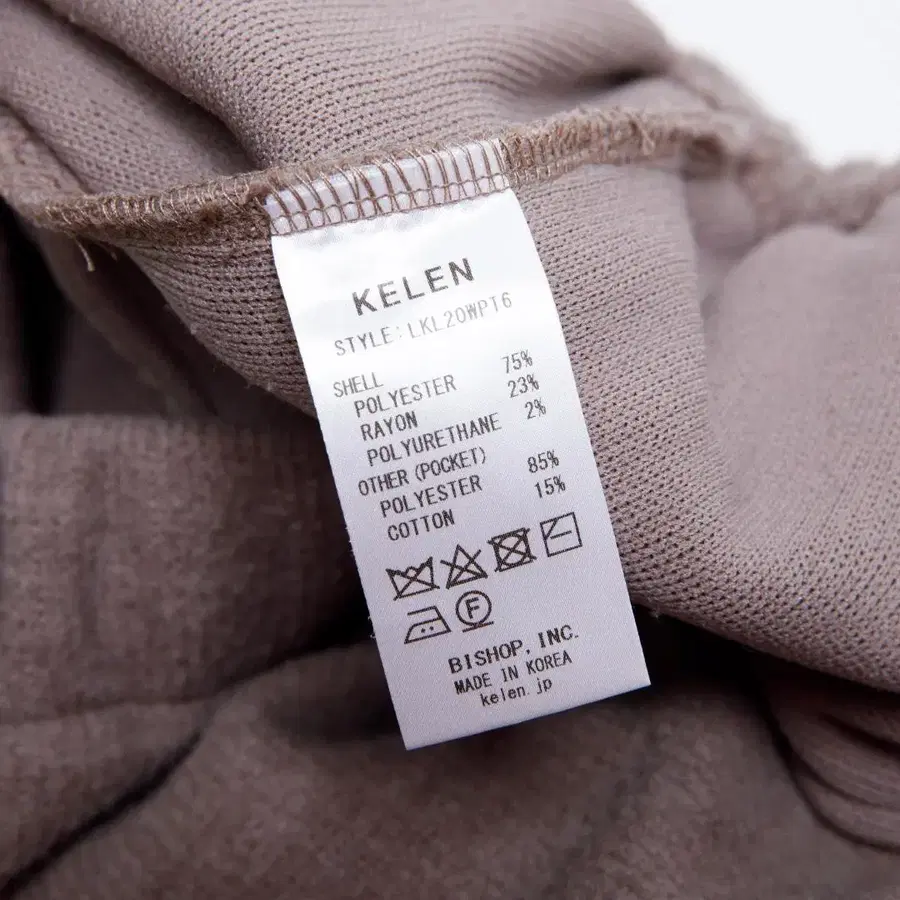 KELEN
STYLE:LKL20WPT6
SHELL
POLYESTER 75%
RAYON 23%
POLYURETHANE 2%
OTHER(POCKET)
POLYESTER 85%
COTTON 15%
F
BISHOP, INC.
MADE IN KOREA
kelen.jp